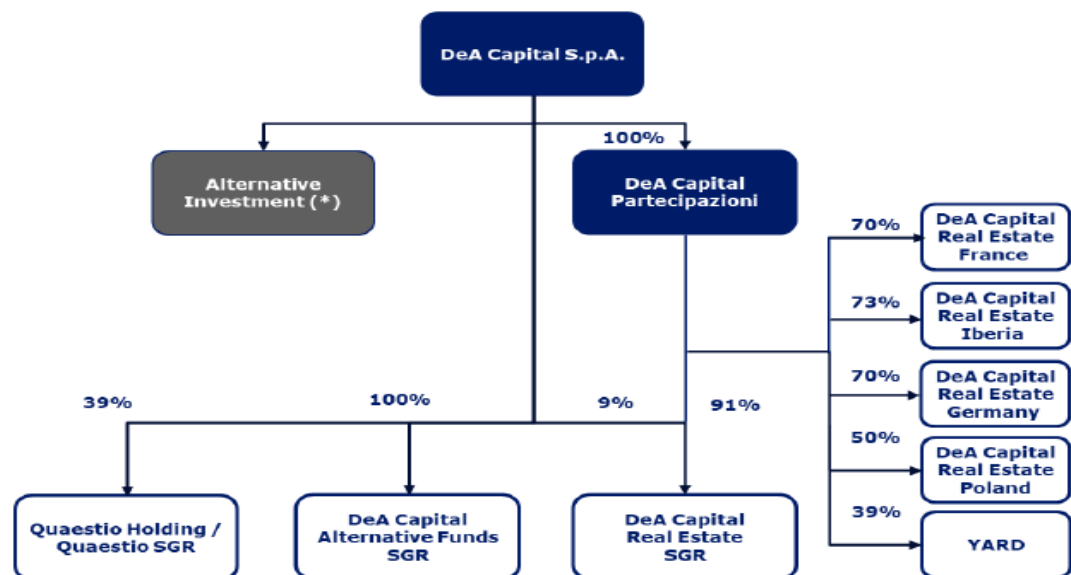 DeA Capital S.p.A.
100%
Alternative
Investment (*)
DeA Capital
Partecipazioni
70%
DeA Capital
Real Estate
France
73%
DeA Capital
Real Estate
Iberia
70%
DeA Capital
Real Estate
Germany
39%
100%
9%
91%
50%
DeA Capital
Real Estate
Poland
39%
YARD
Quaestio Holding /
Quaestio SGR
DeA Capital
Alternative Funds
SGR
DeA Capital
Real Estate
SGR